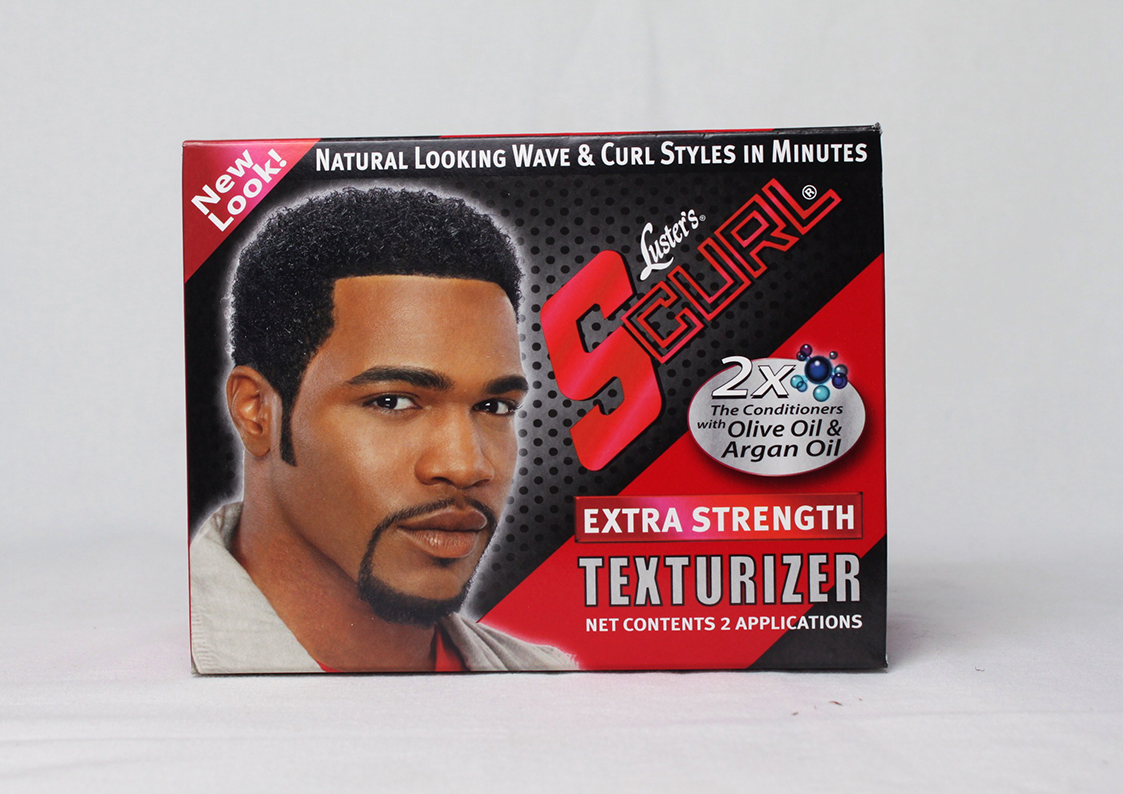 New
Look!
NATURAL LOOKING WAVE & CURL STYLES IN MINUTES
Luster's®
SCURL®
2x
The Conditioners
with Olive Oil &
Argan Oil
EXTRA STRENGTH
TEXTURIZER
NET CONTENTS 2 APPLICATIONS